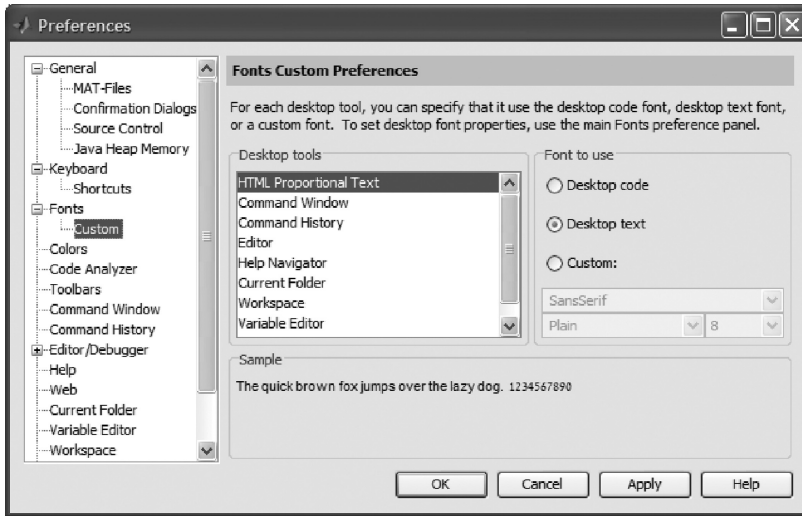 Preferences
General
MAT-Files
Confirmation Dialogs
Source Control
Java Heap Memory
Keyboard
Shortcuts
Fonts
Custom
Colors
Code Analyzer
Toolbars
Command Window
Command History
Editor/Debugger
Help
Web
Current Folder
Variable Editor
Workspace
Fonts Custom Preferences
For each desktop tool, you can specify that it use the desktop code font, desktop text font,
or a custom font. To set desktop font properties, use the main Fonts preference panel.
Desktop tools
HTML Proportional Text
Command Window
Command History
Editor
Help Navigator
Current Folder
Workspace
Variable Editor
Font to use
Desktop code
Desktop text
Custom:
SansSerif
Plain 8
Sample
The quick brown fox jumps over the lazy dog. 1234567890
OK Cancel Apply Help